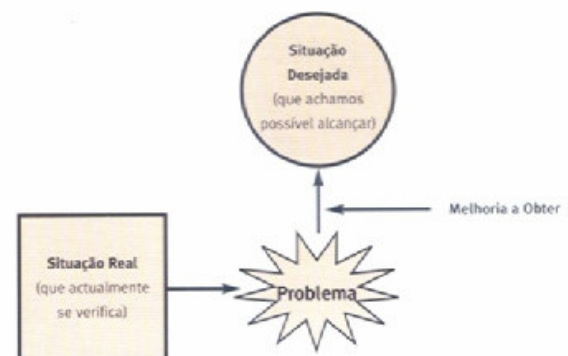 Situação
Desejada
(que achamos
possível alcançar)
Melhoria a Obter
Situação Real
(que actualmente
se verifica)
Problema